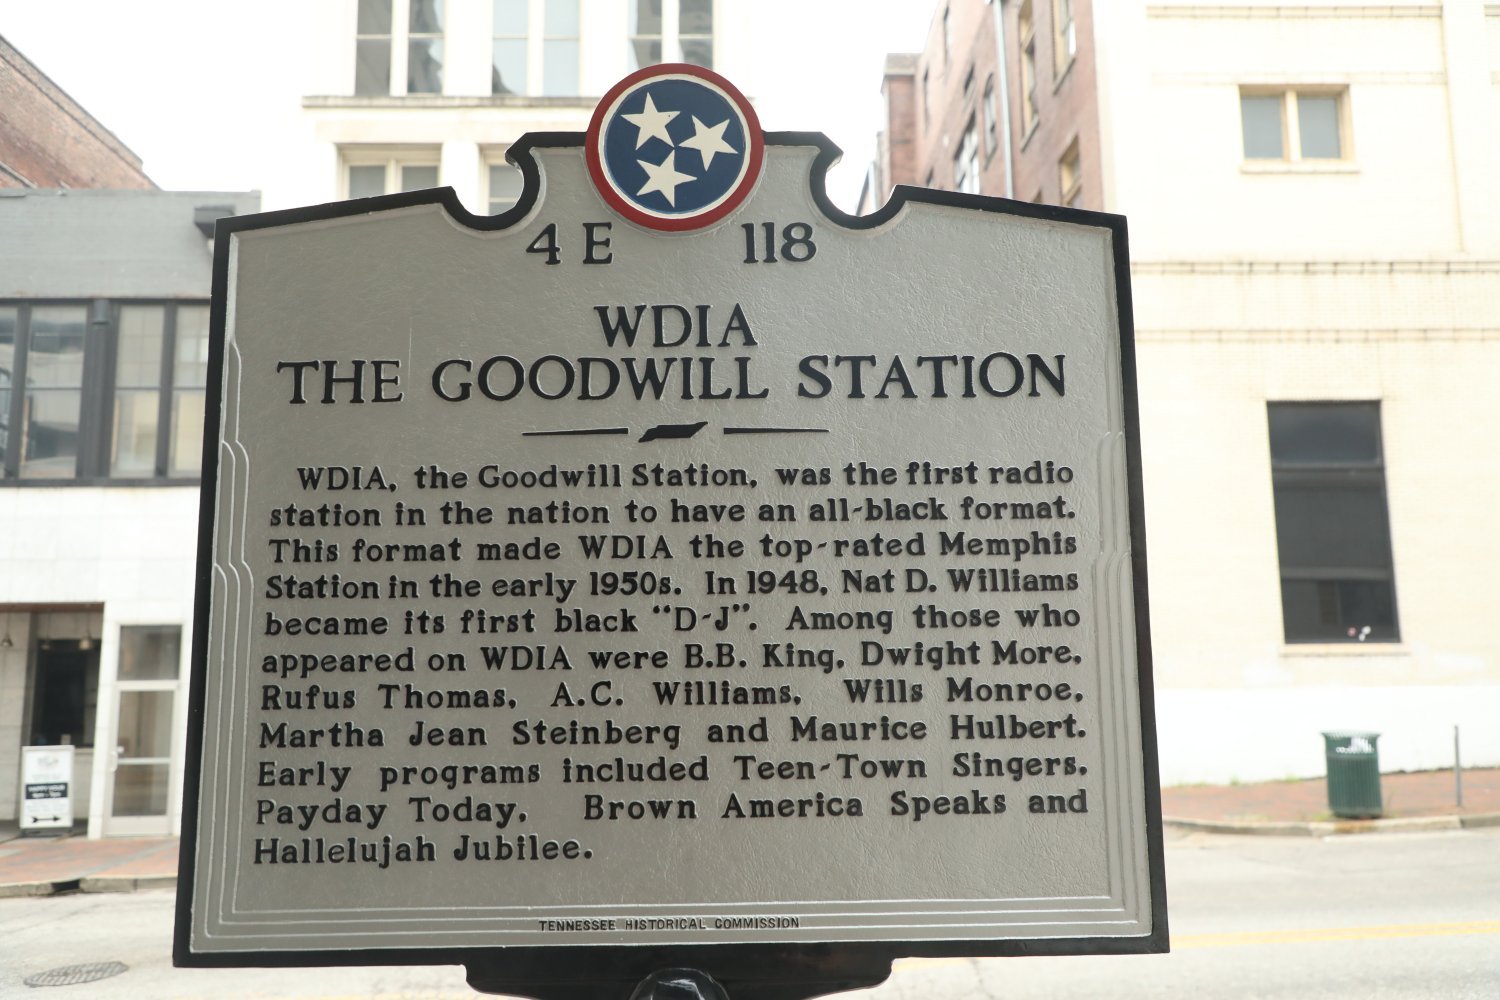 4 E 118
WDIA
THE GOODWILL STATION
WDIA, the Goodwill Station, was the first radio
station in the nation to have an all-black format.
This format made WDIA the top-rated Memphis
Station in the early 1950s. In 1948, Nat D. Williams
became its first black "D-J". Among those who
appeared on WDIA were B.B. King, Dwight More,
Rufus Thomas, A.C. Williams, Wills Monroe,
Martha Jean Steinberg and Maurice Hulbert.
Early programs included Teen-Town Singers,
Payday Today, Brown America Speaks and
Hallelujah Jubilee.
TENNESSEE HISTORICAL COMMISSION